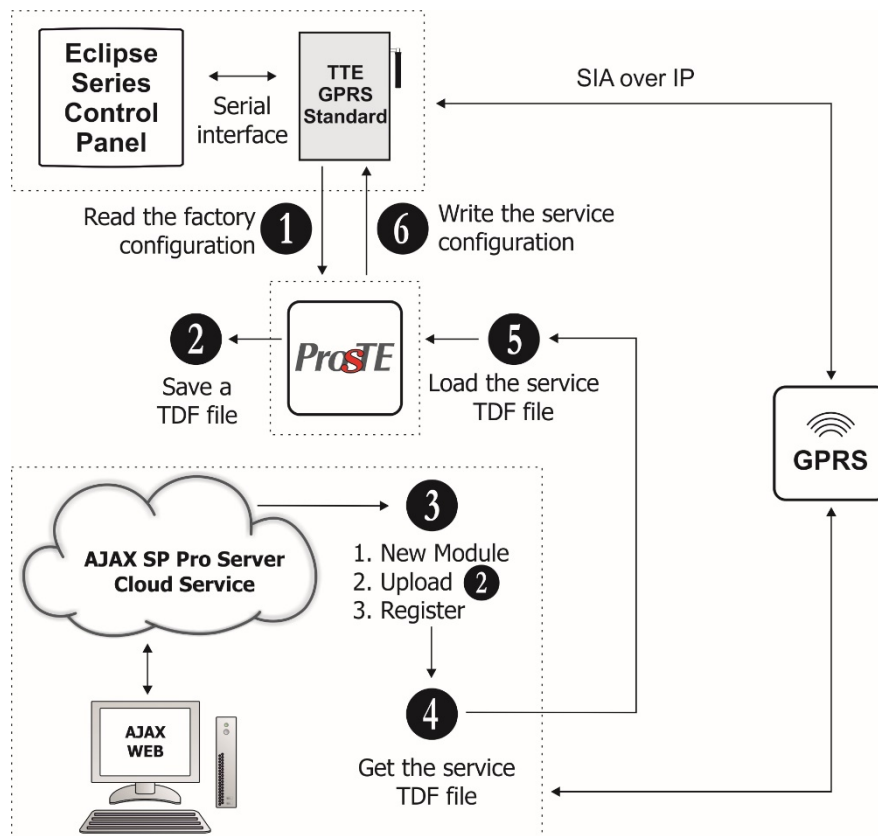 Eclipse
Series
Control
Panel
Serial
interface
TTE
GPRS
Standard
SIA over IP
Read the factory
configuration
1
6
Write the service
configuration
2
Save a
TDF file
ProsTE
5
Load the service
TDF file
GPRS
AJAX SP Pro Server
Cloud Service
3
1. New Module
2. Upload 2
3. Register
AJAX
WEB
4
Get the service
TDF file